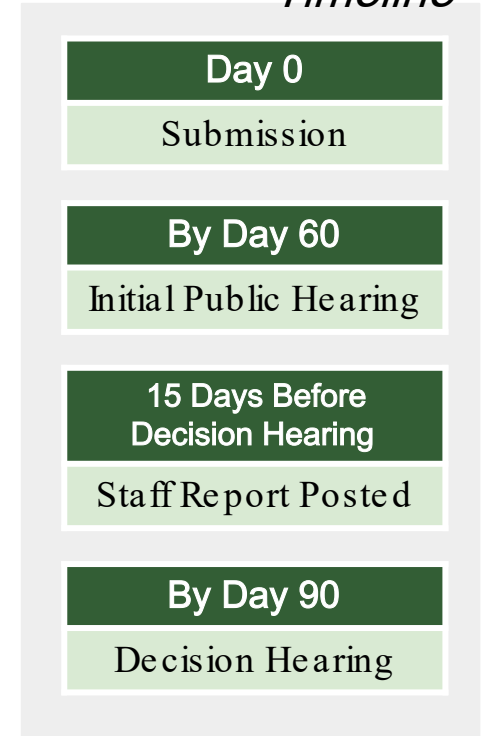 Timeline
Day 0
Submission
By Day 60
Initial Public Hearing
15 Days Before
Decision Hearing
Staff Report Posted
By Day 90
Decision Hearing